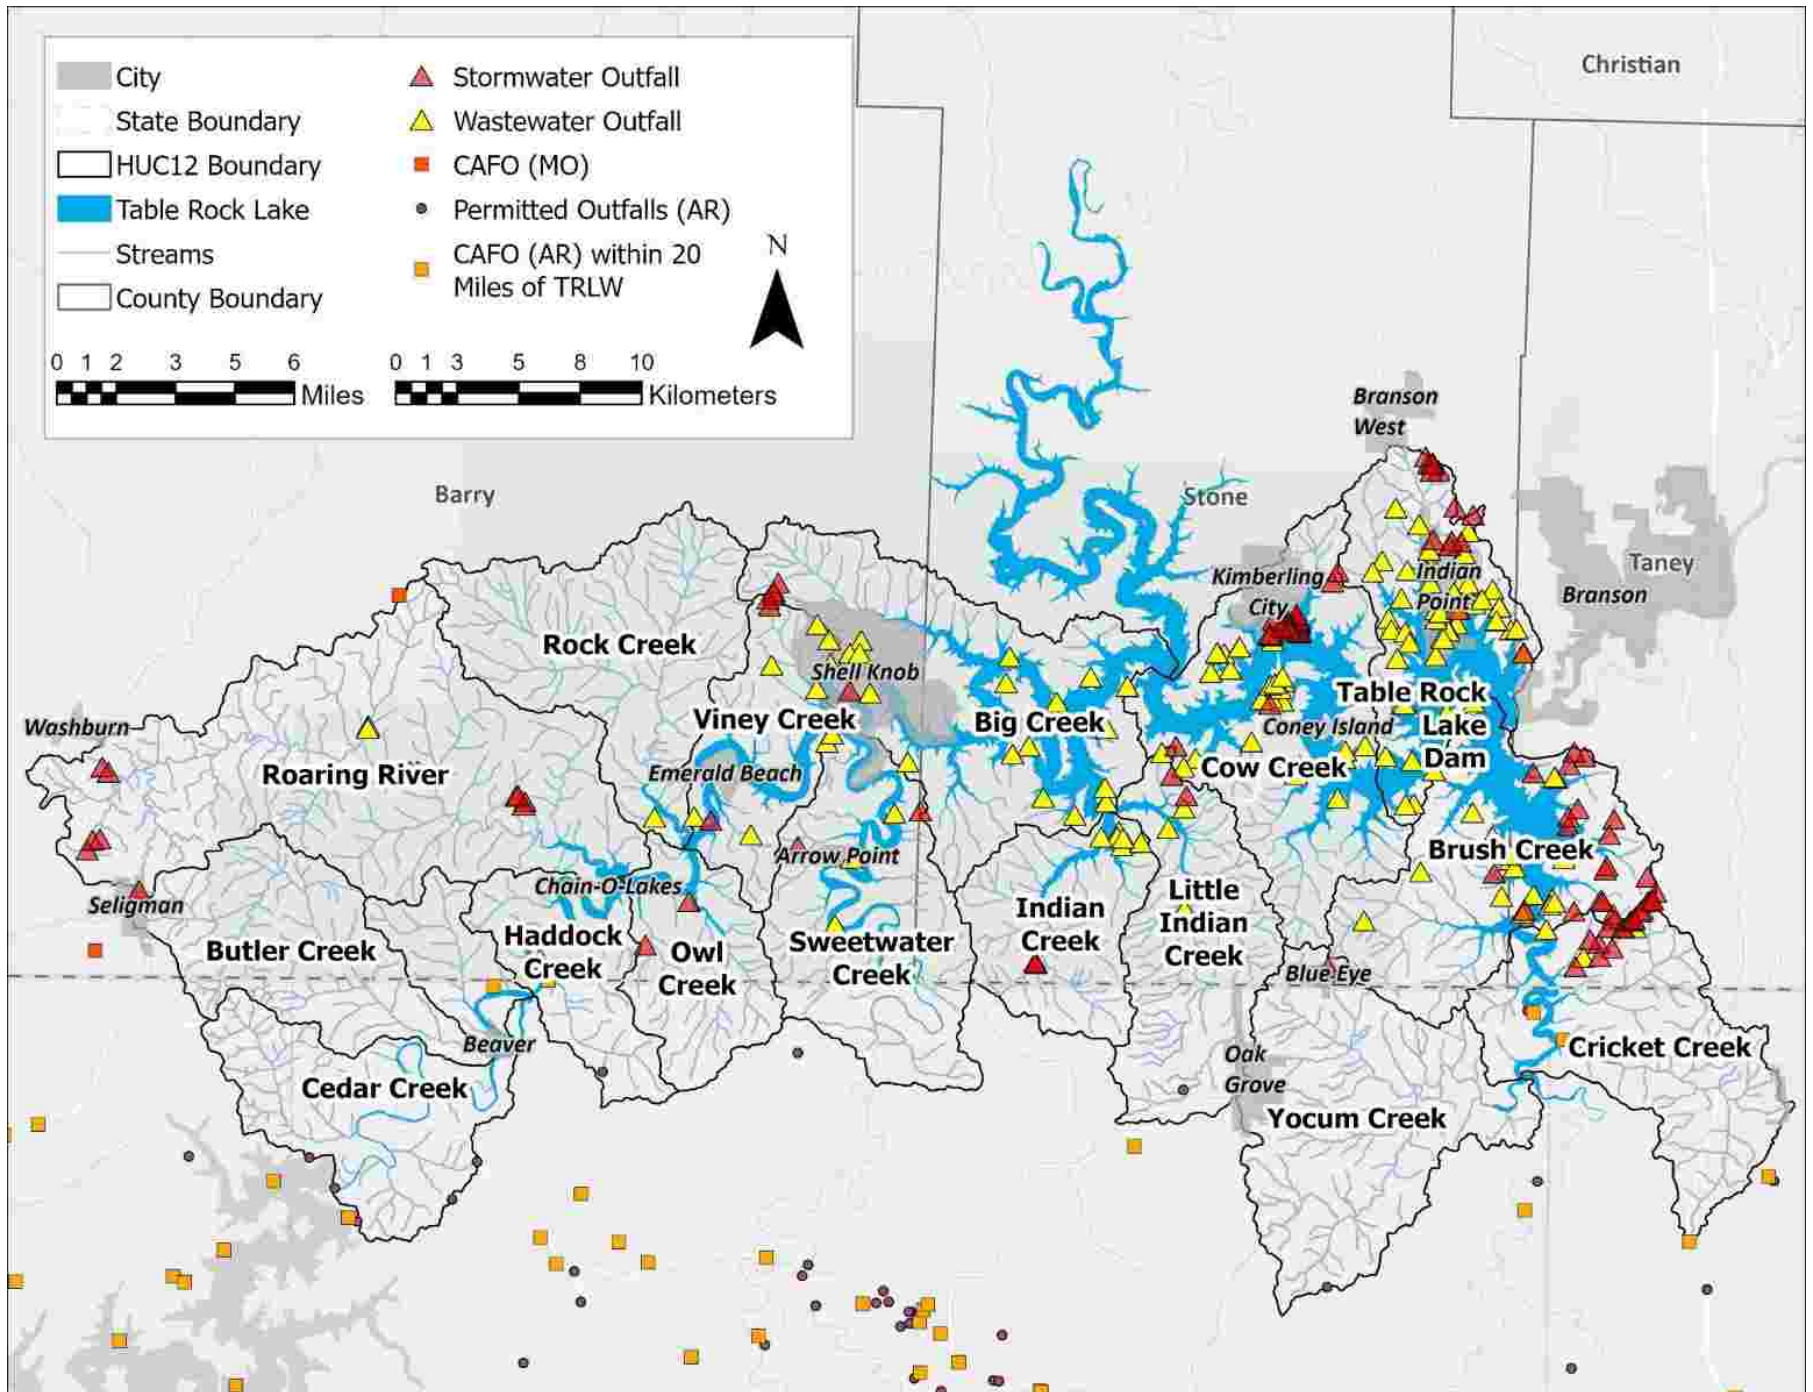 City
State Boundary
HUC12 Boundary
Table Rock Lake
Streams
County Boundary
Stormwater Outfall
Wastewater Outfall
CAFO (MO)
Permitted Outfalls (AR)
CAFO (AR) within 20
Miles of TRLW
N
0 1 2 3 5 6
Miles
0 1 3 5 8 10
Kilometers
Christian
Branson
West
Barry
Stone
Taney
Branson
Kimberling
City
Indian
Point
Rock Creek
Shell Knob
Washburn
Viney Creek
Big Creek
Table Rock
Lake
Dam
Coney Island
Roaring River
Emerald Beach
Cow Creek
Arrow Point
Brush Creek
Seligman
Chain-O-Lakes
Butler Creek
Haddock
Creek
Owl
Creek
Sweetwater
Creek
Indian
Creek
Little
Indian
Creek
Blue Eye
Beaver
Cedar Creek
Oak
Grove
Cricket Creek
Yocum Creek